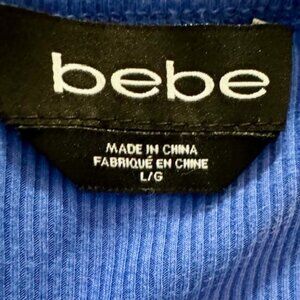 bebe
MADE IN CHINA
FABRIQUÉ EN CHINE
L/G